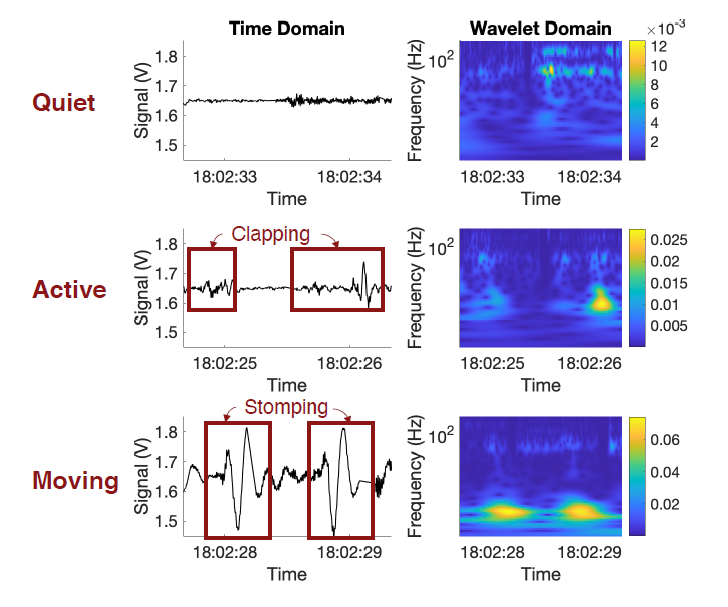 Time Domain
Wavelet Domain
Quiet
Signal (V)
1.8
1.7
1.6
1.5
18:02:33
18:02:34
Time
Frequency (Hz)
10²
18:02:33
18:02:34
Time
×10⁻³
12
10
8
6
4
2
Active
Clapping
Signal (V)
1.8
1.7
1.6
1.5
18:02:25
18:02:26
Time
Frequency (Hz)
10²
18:02:25
18:02:26
Time
0.025
0.02
0.015
0.01
0.005
Moving
Stomping
Signal (V)
1.8
1.7
1.6
1.5
18:02:28
18:02:29
Time
Frequency (Hz)
10²
18:02:28
18:02:29
Time
0.06
0.04
0.02